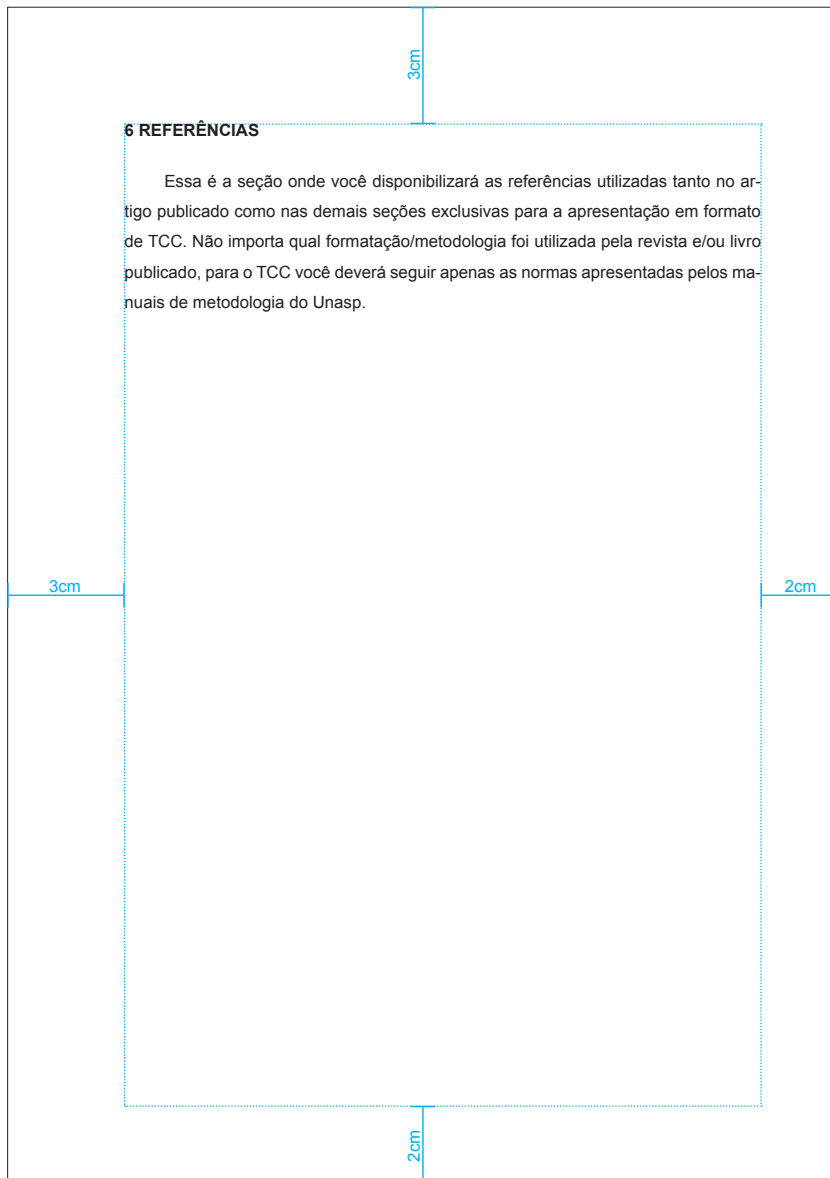 3cm
6 REFERÊNCIAS
Essa é a seção onde você disponibilizará as referências utilizadas tanto no ar-
tigo publicado como nas demais seções exclusivas para a apresentação em formato
de TCC. Não importa qual formatação/metodologia foi utilizada pela revista e/ou livro
publicado, para o TCC você deverá seguir apenas as normas apresentadas pelos ma-
nuais de metodologia do Unasp.
3cm
2cm
2cm